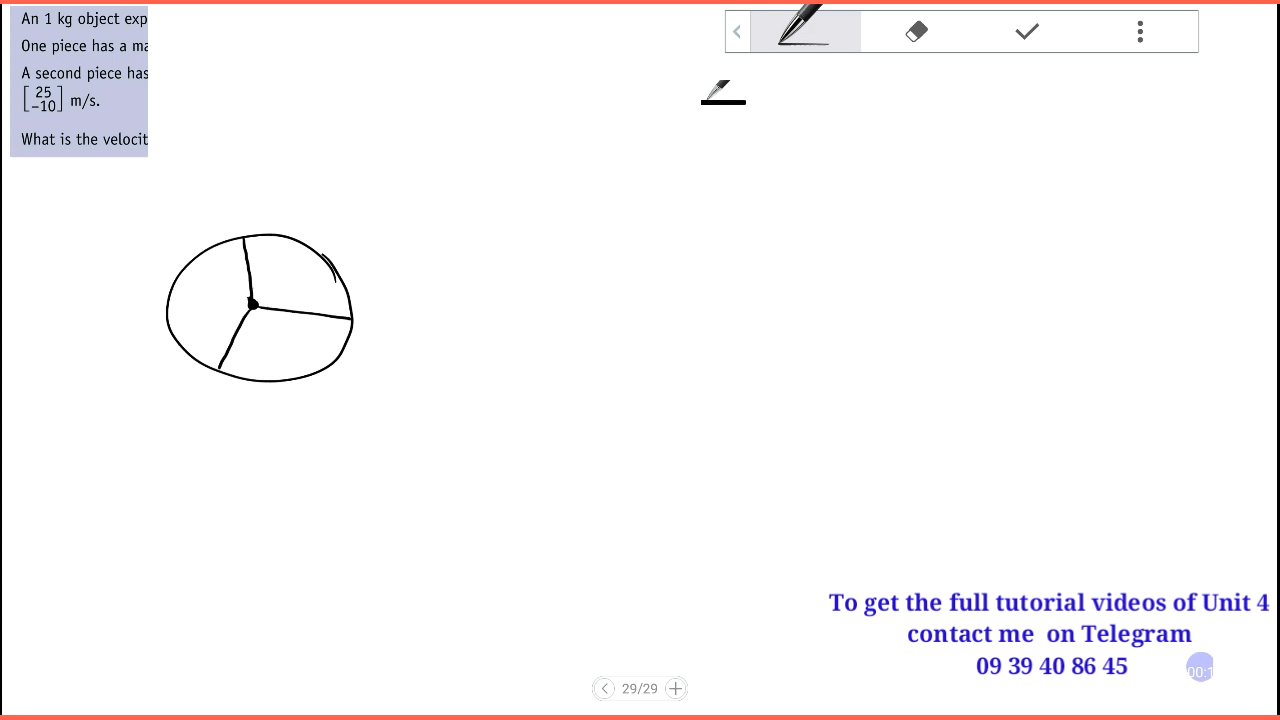 An 1 kg object exp
One piece has a ma
A second piece has
[25
-10] m/s.
What is the velocit
To get the full tutorial videos of Unit 4
contact me on Telegram
09 39 40 86 45
00:1
29/29